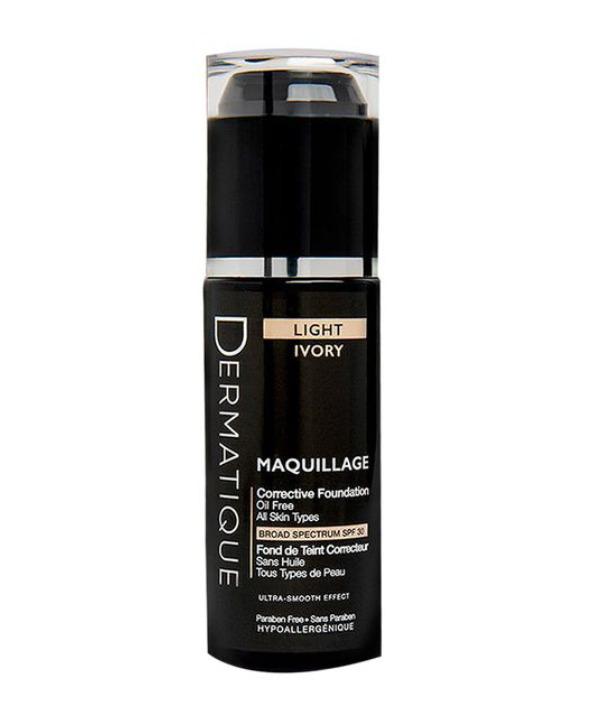 DERMATIQUE
LIGHT
IVORY
MAQUILLAGE
Corrective Foundation
Oil Free
All Skin Types
BROAD SPECTRUM SPF 30
Fond de Teint Correcteur
Sans Huile
Tous Types de Peau
ULTRA-SMOOTH EFFECT
Paraben Free • Sans Paraben
HYPOALLERGÉNIQUE